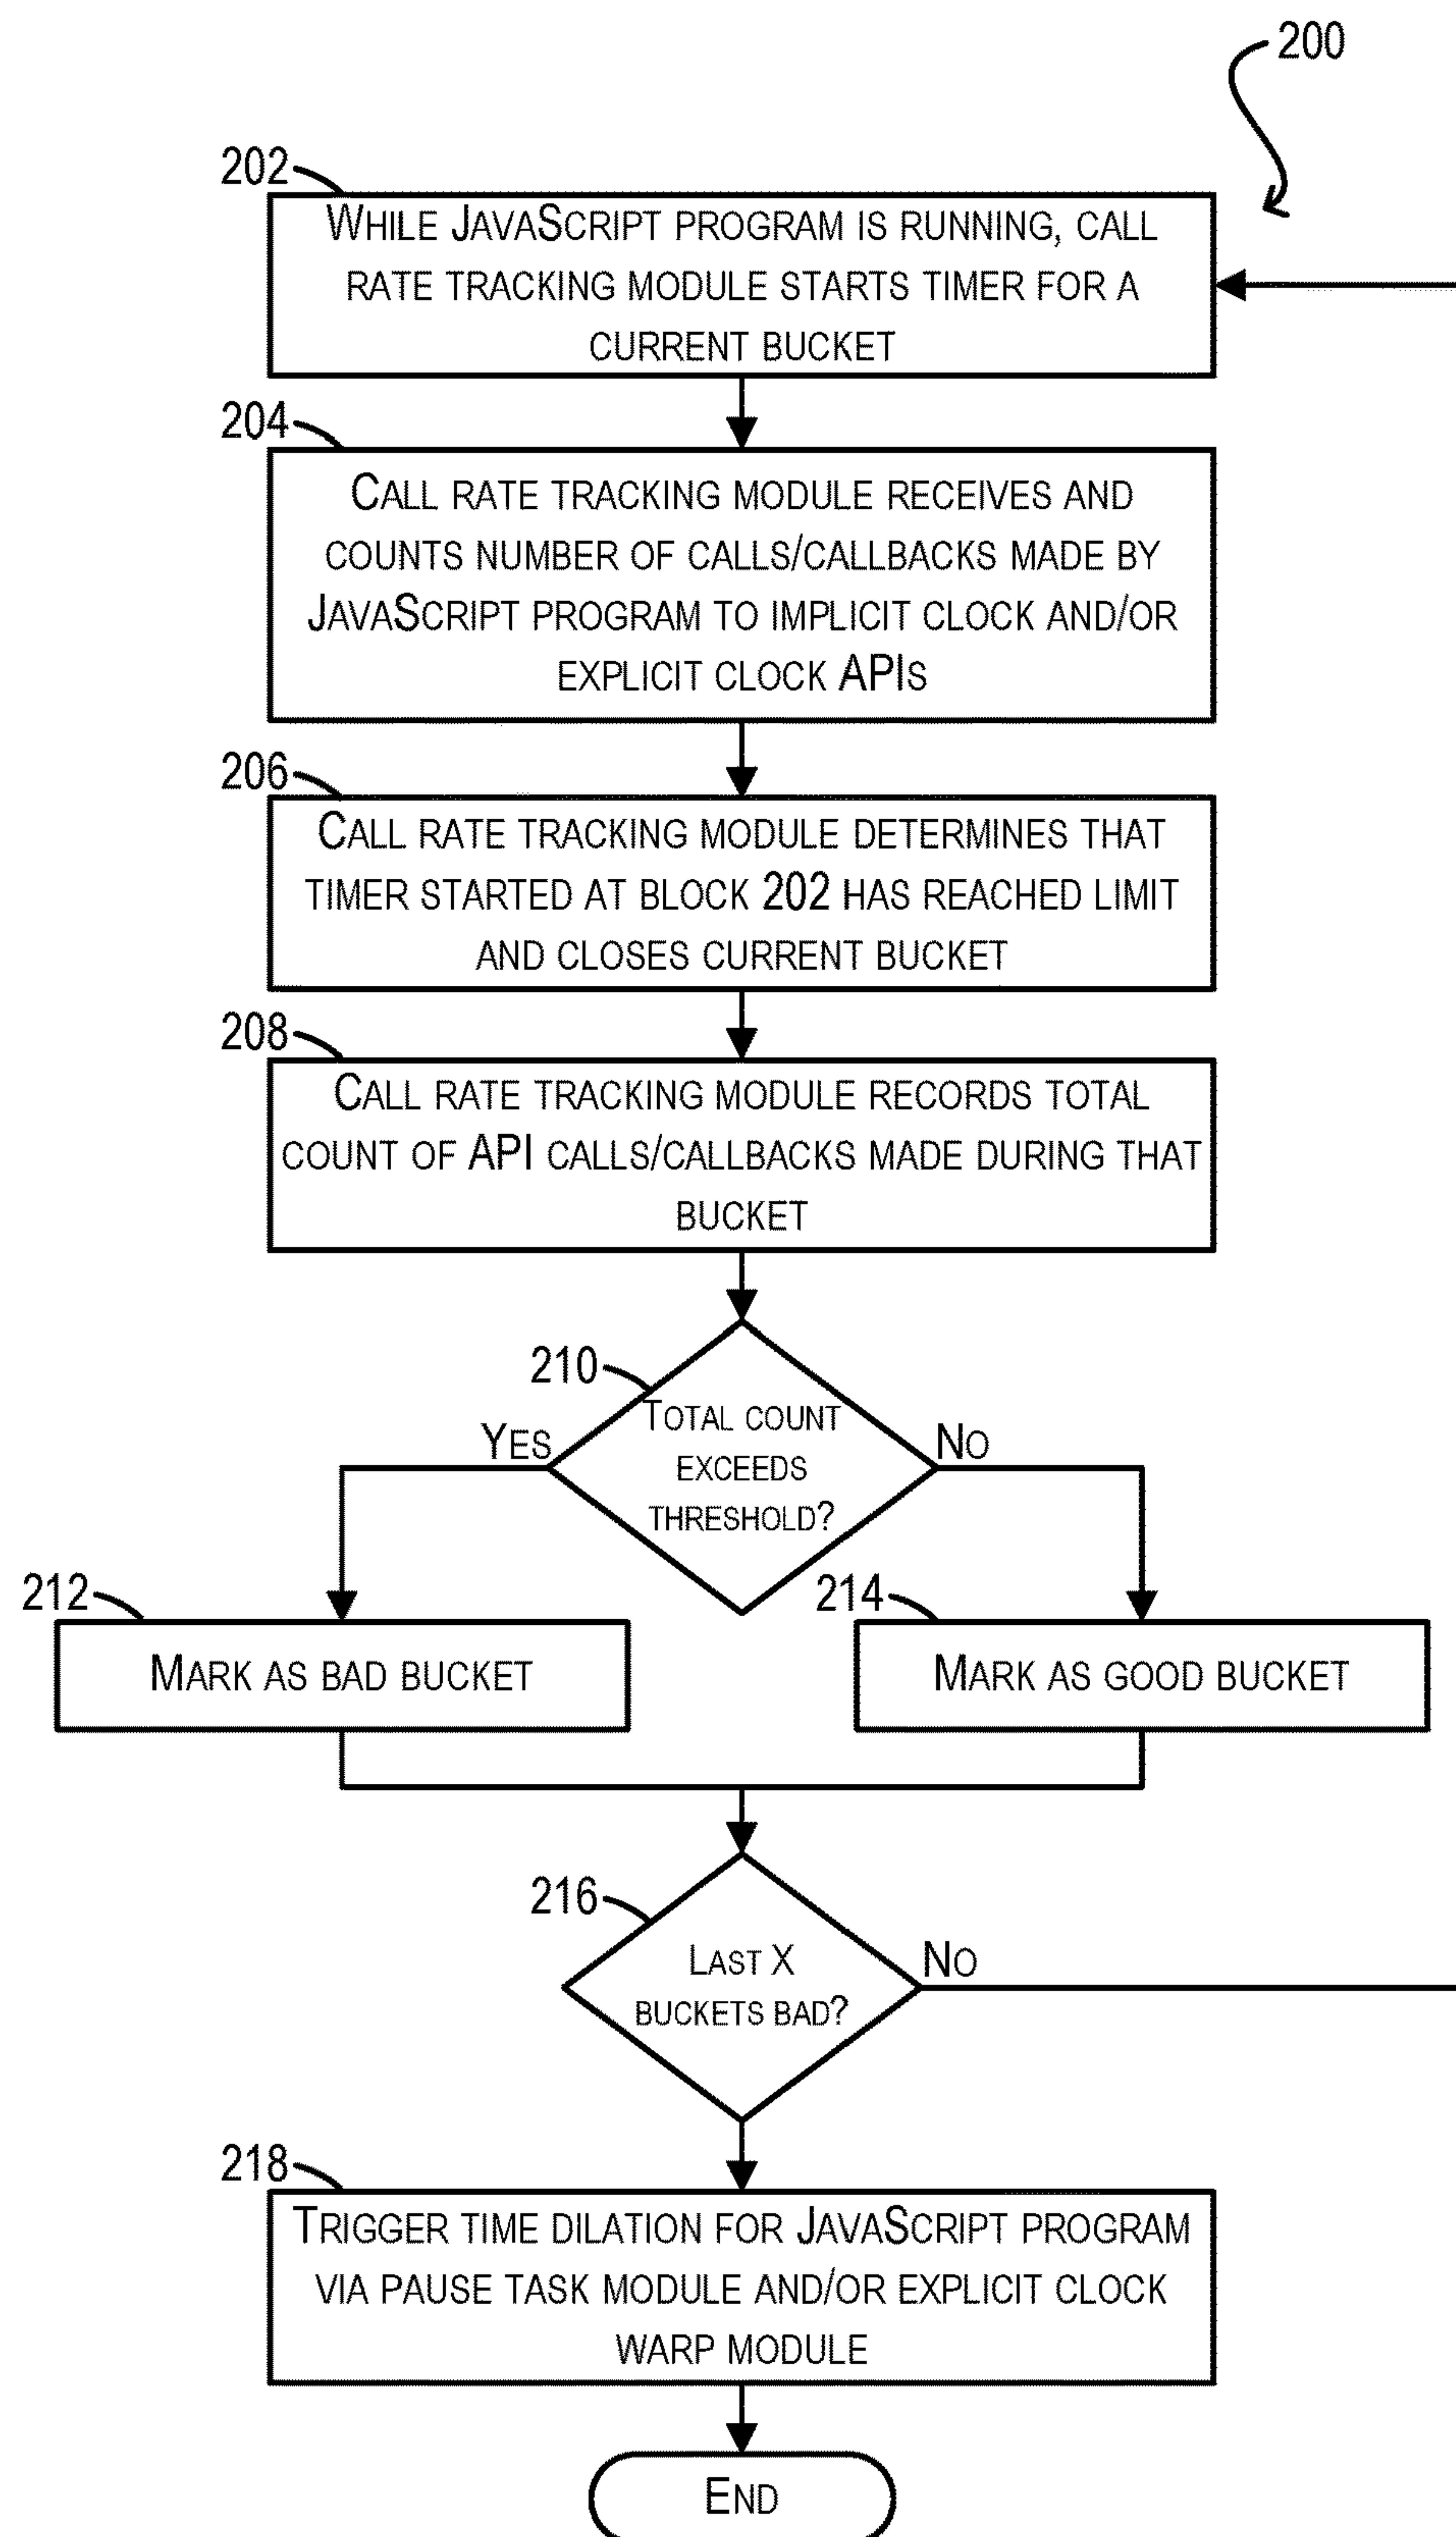 200
202
While JavaScript program is running, call
rate tracking module starts timer for a
current bucket
204
Call rate tracking module receives and
counts number of calls/callbacks made by
JavaScript program to implicit clock and/or
explicit clock APIs
206
Call rate tracking module determines that
timer started at block 202 has reached limit
and closes current bucket
208
Call rate tracking module records total
count of API calls/callbacks made during that
bucket
210
Total count
exceeds
threshold?
Yes
No
212
Mark as bad bucket
214
Mark as good bucket
216
Last X
buckets bad?
No
218
Trigger time dilation for JavaScript program
via pause task module and/or explicit clock
warp module
End